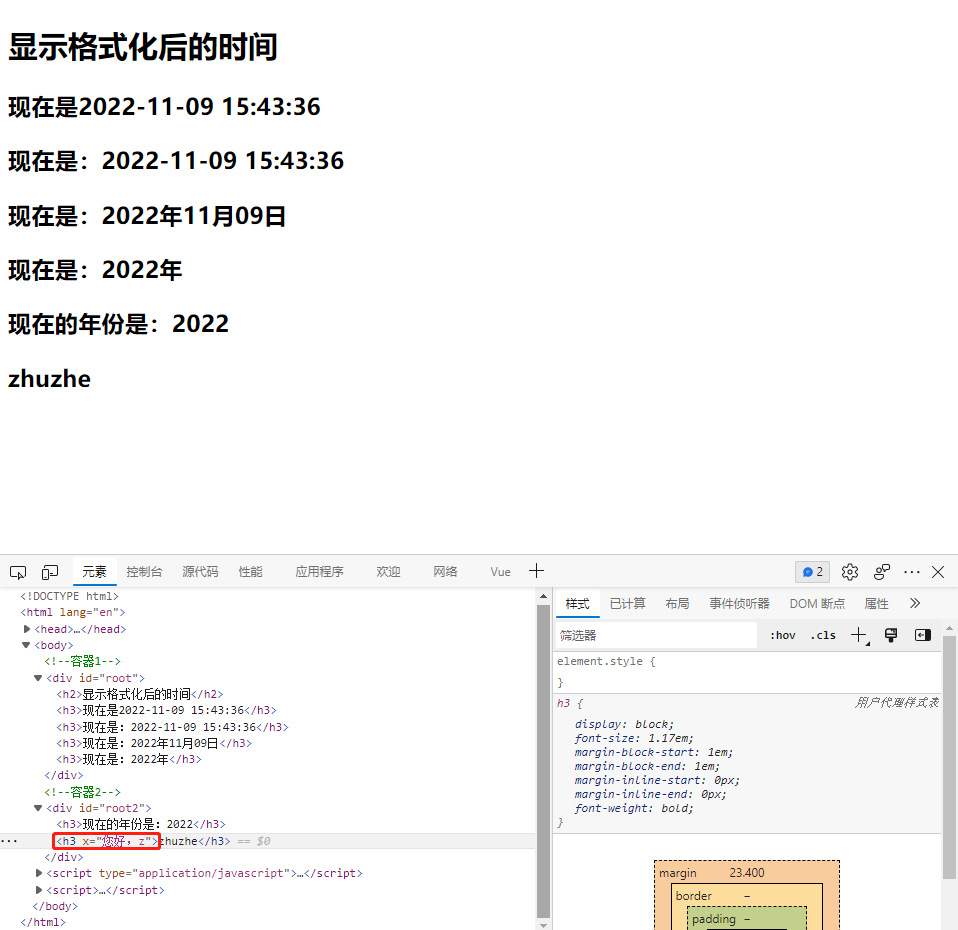 显示格式化后的时间
现在是2022-11-09 15:43:36
现在是：2022-11-09 15:43:36
现在是：2022年11月09日
现在是：2022年
现在的年份是：2022
zhuzhe
元素 控制台 源代码 性能 应用程序 欢迎 网络 Vue 2
<!DOCTYPE html>
<html lang="en">
<head>…</head>
<body>
<!--容器1-->
<div id="root">
<h2>显示格式化后的时间</h2>
<h3>现在是2022-11-09 15:43:36</h3>
<h3>现在是：2022-11-09 15:43:36</h3>
<h3>现在是：2022年11月09日</h3>
<h3>现在是：2022年</h3>
</div>
<!--容器2-->
<div id="root2">
<h3>现在的年份是：2022</h3>
<h3 x="您好，z">zhuzhe</h3> == $0
</div>
<script type="application/javascript">…</script>
<script>…</script>
</body>
</html>
样式 已计算 布局 事件侦听器 DOM 断点 属性
筛选器 :hov .cls
element.style {
}
h3 { 用户代理样式表
display: block;
font-size: 1.17em;
margin-block-start: 1em;
margin-block-end: 1em;
margin-inline-start: 0px;
margin-inline-end: 0px;
font-weight: bold;
}
margin 23.400
border –
padding –